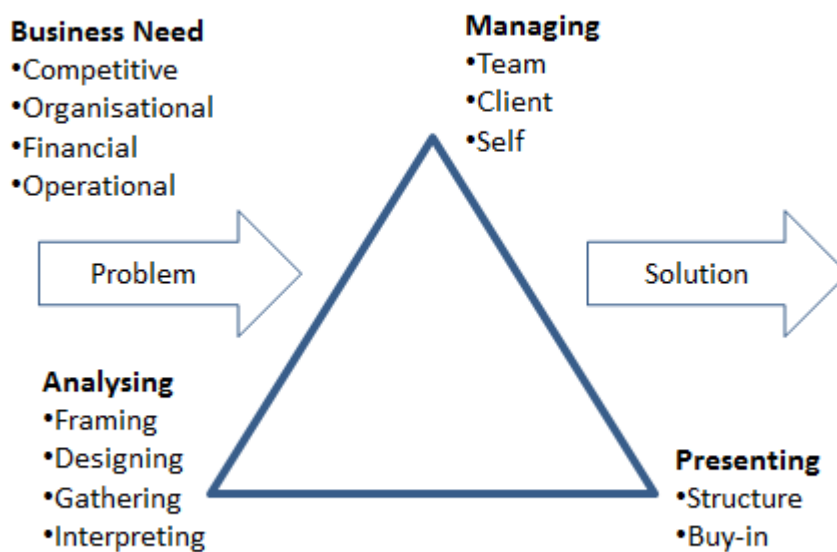 Business Need
•Competitive
•Organisational
•Financial
•Operational
Managing
•Team
•Client
•Self
Problem
Solution
Analysing
•Framing
•Designing
•Gathering
•Interpreting
Presenting
•Structure
•Buy-in